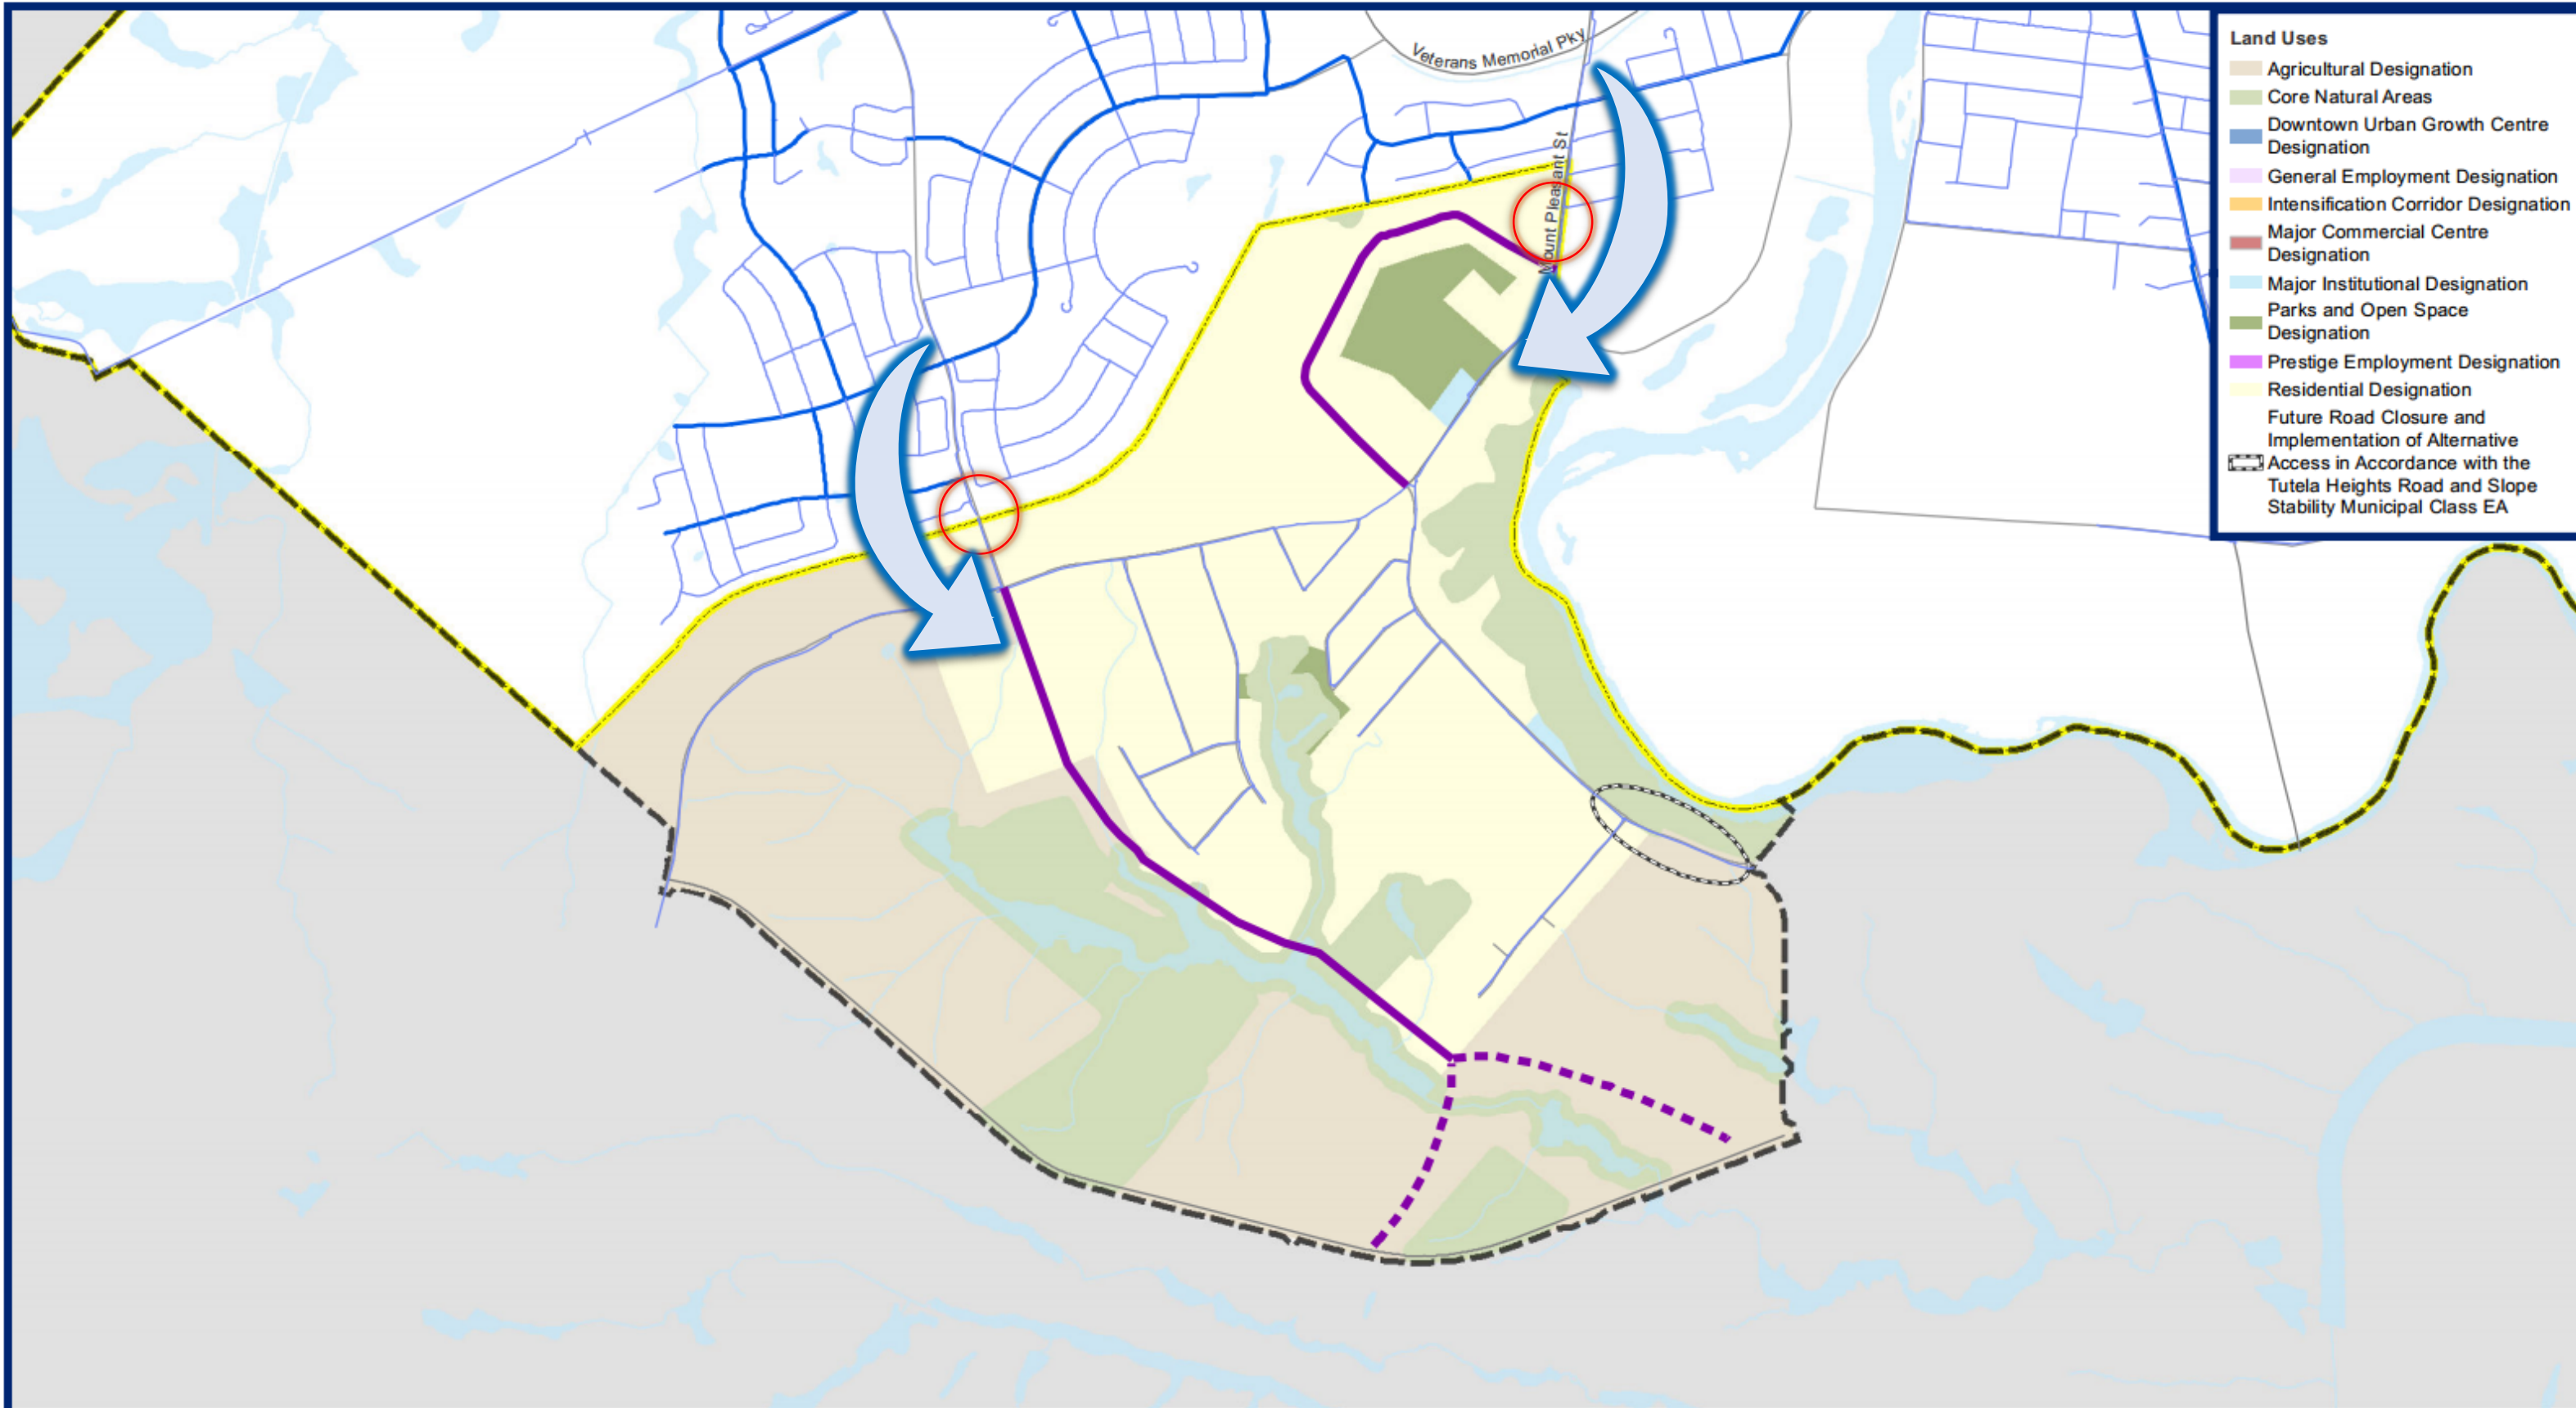 Veterans Memorial Pky
Mount Pleasant St
Land Uses
Agricultural Designation
Core Natural Areas
Downtown Urban Growth Centre
Designation
General Employment Designation
Intensification Corridor Designation
Major Commercial Centre
Designation
Major Institutional Designation
Parks and Open Space
Designation
Prestige Employment Designation
Residential Designation
Future Road Closure and
Implementation of Alternative
Access in Accordance with the
Tutela Heights Road and Slope
Stability Municipal Class EA